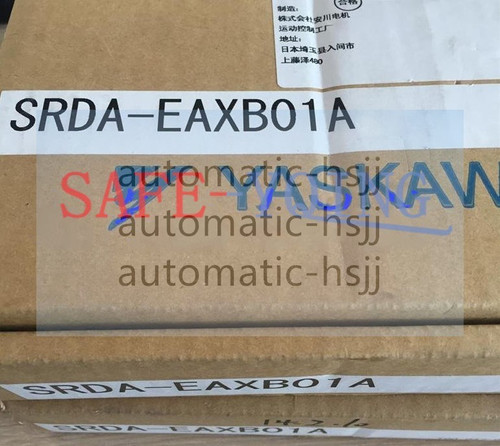 合格
制造:
株式会社安川电机
运动控制工厂
地址:
日本埼玉县入间市
上藤泽480
SRDA-EAXB01A
automatic-hsjj
YASKAW
automatic-hsjj
automatic-hsjj
SRDA-EAXB01A
SRDA-EAXB01A